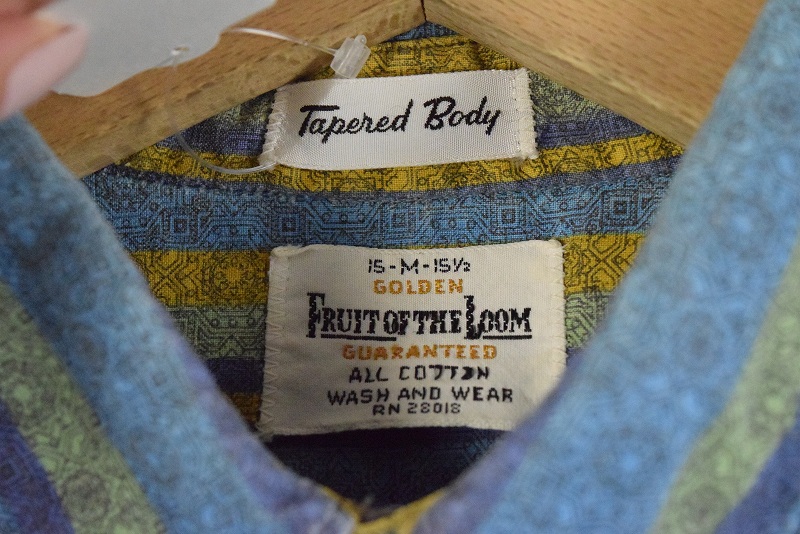 Tapered Body
15-M-15½
GOLDEN
FRUIT OF THE LOOM
GUARANTEED
ALL COTTON
WASH AND WEAR
RN 28018